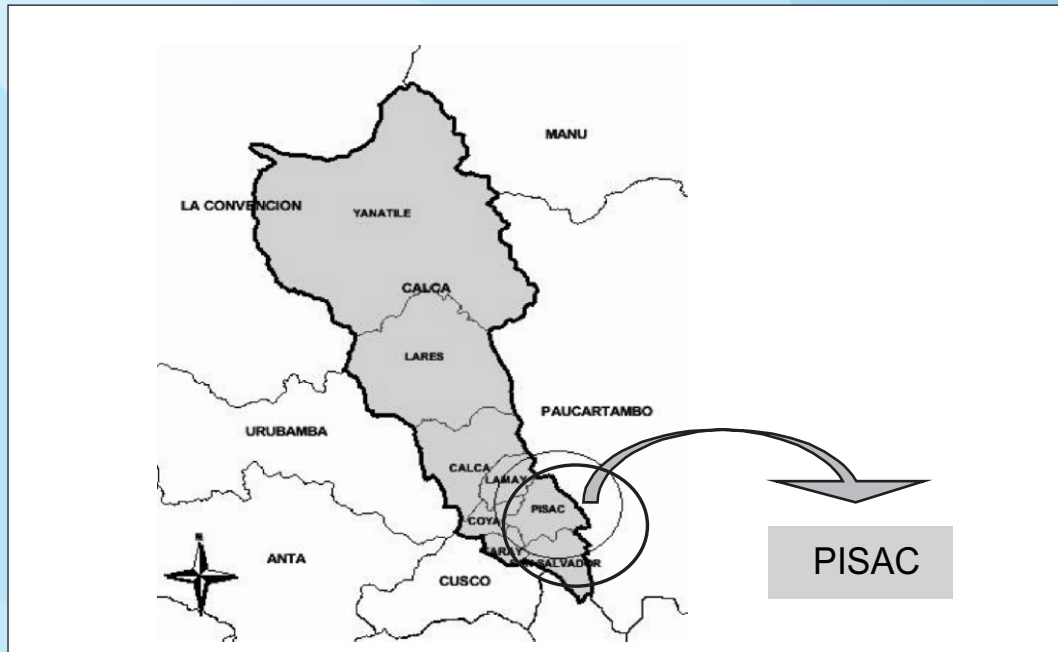 MANU
LA CONVENCION
YANATILE
CALCA
LARES
PAUCARTAMBO
URUBAMBA
CALCA
LAMAY
PISAC
COYA
ANTA
CUSCO
PISAC
N